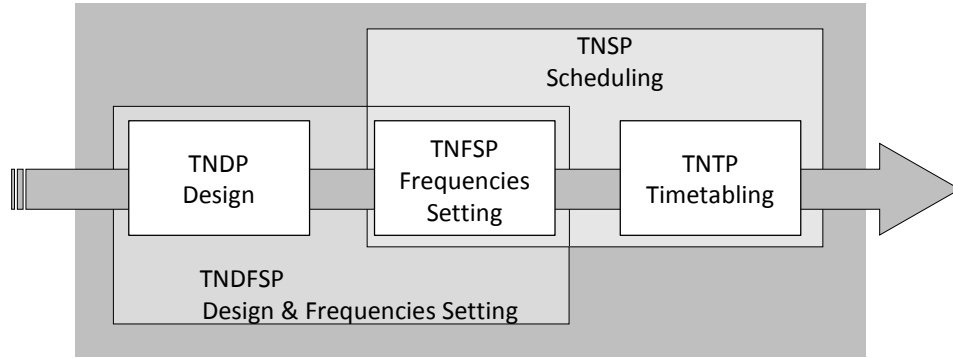 TNSP
Scheduling
TNDP
Design
TNFSP
Frequencies
Setting
TNTP
Timetabling
TNDFSP
Design & Frequencies Setting